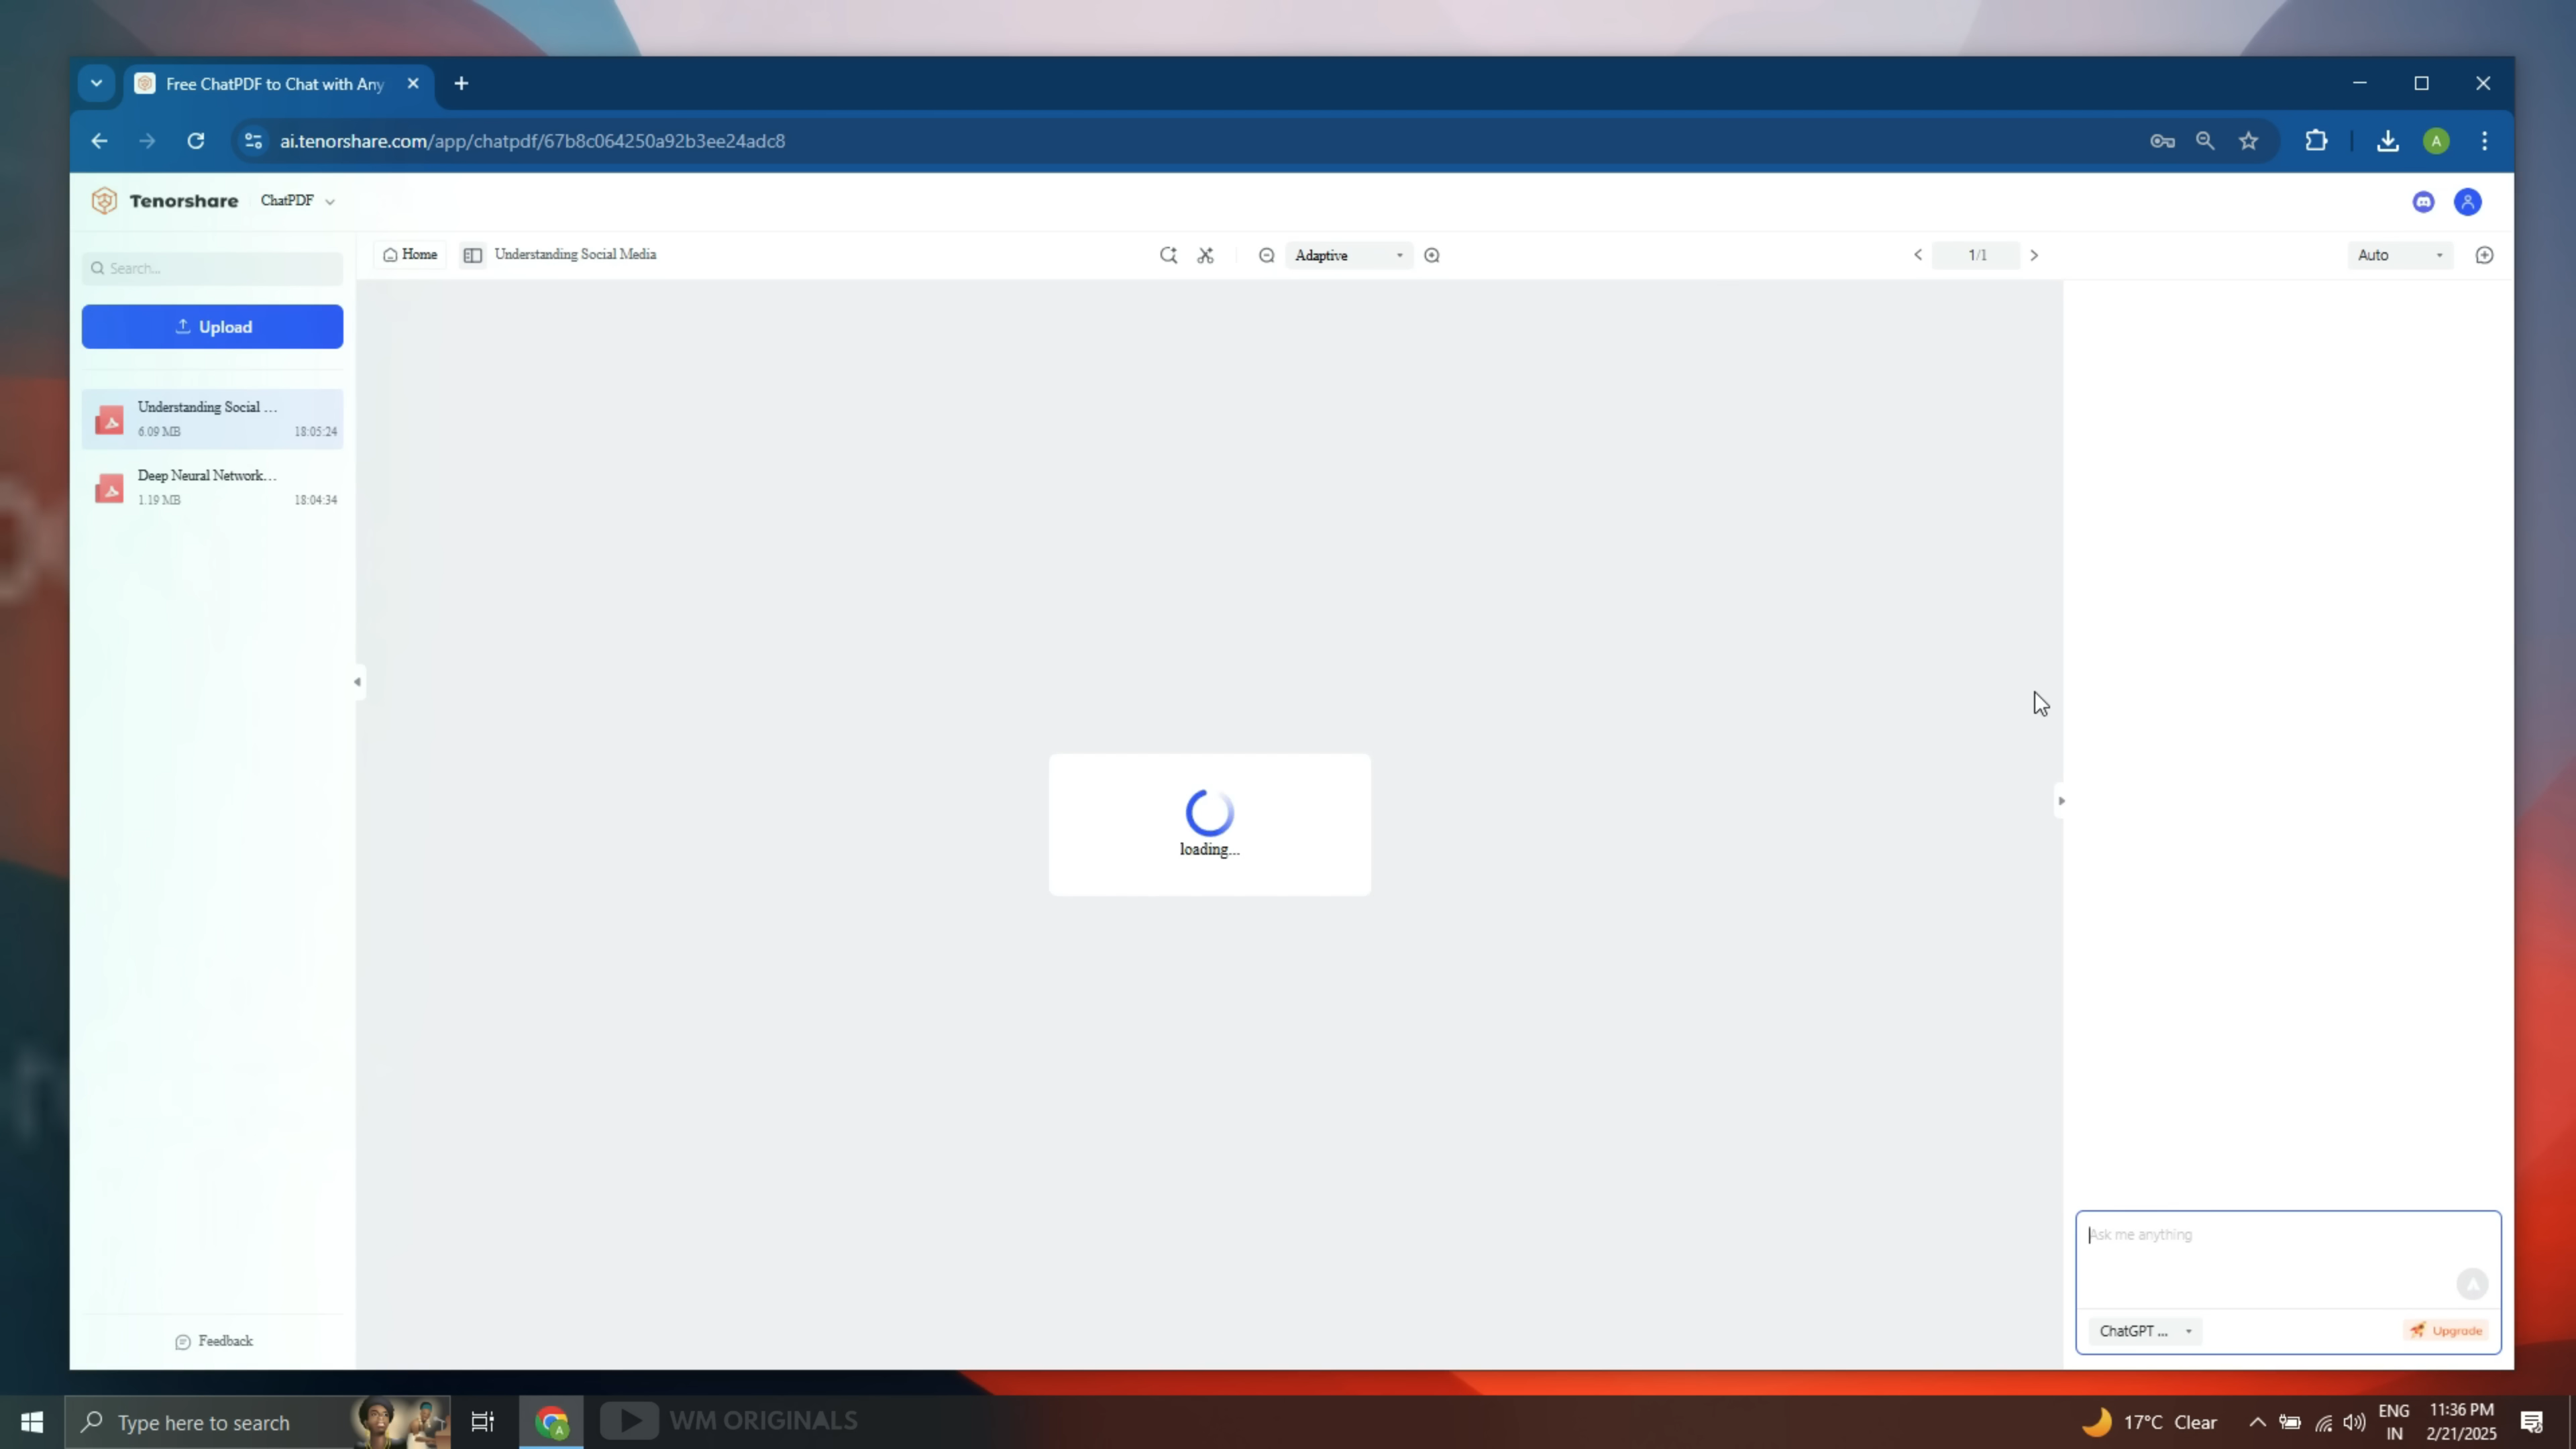 Free ChatPDF to Chat with Any
ai.tenorshare.com/app/chatpdf/67b8c064250a92b3ee24adc8
A
Tenorshare
ChatPDF
Search...
Home
Understanding Social Media
Adaptive
1/1
Auto
Upload
Understanding Social ...
6.09 MB
18:05:24
Deep Neural Network...
1.19 MB
18:04:34
loading...
Ask me anything
ChatGPT ...
Upgrade
Feedback
Type here to search
A
WM ORIGINALS
17°C Clear
ENG
IN
11:36 PM
2/21/2025